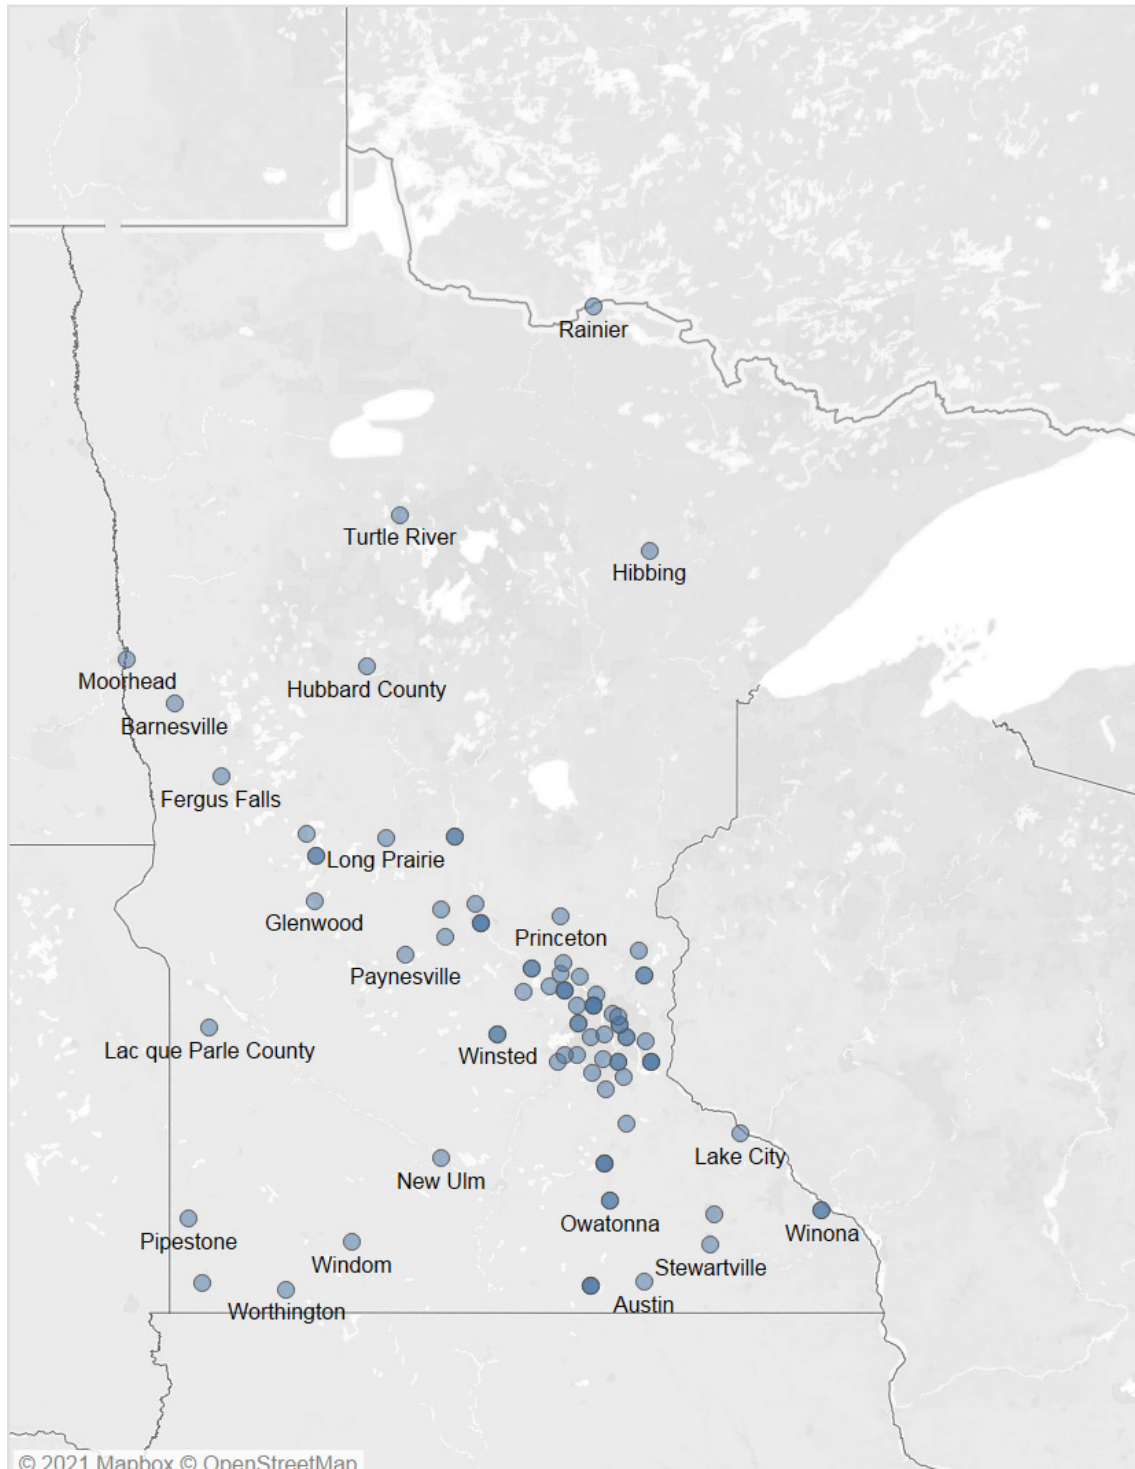 Rainier
Turtle River
Hibbing
Moorhead
Hubbard County
Barnesville
Fergus Falls
Long Prairie
Glenwood
Princeton
Paynesville
Lac que Parle County
Winsted
Lake City
New Ulm
Owatonna
Winona
Pipestone
Windom
Stewartville
Worthington
Austin
© 2021 Mapbox © OpenStreetMap